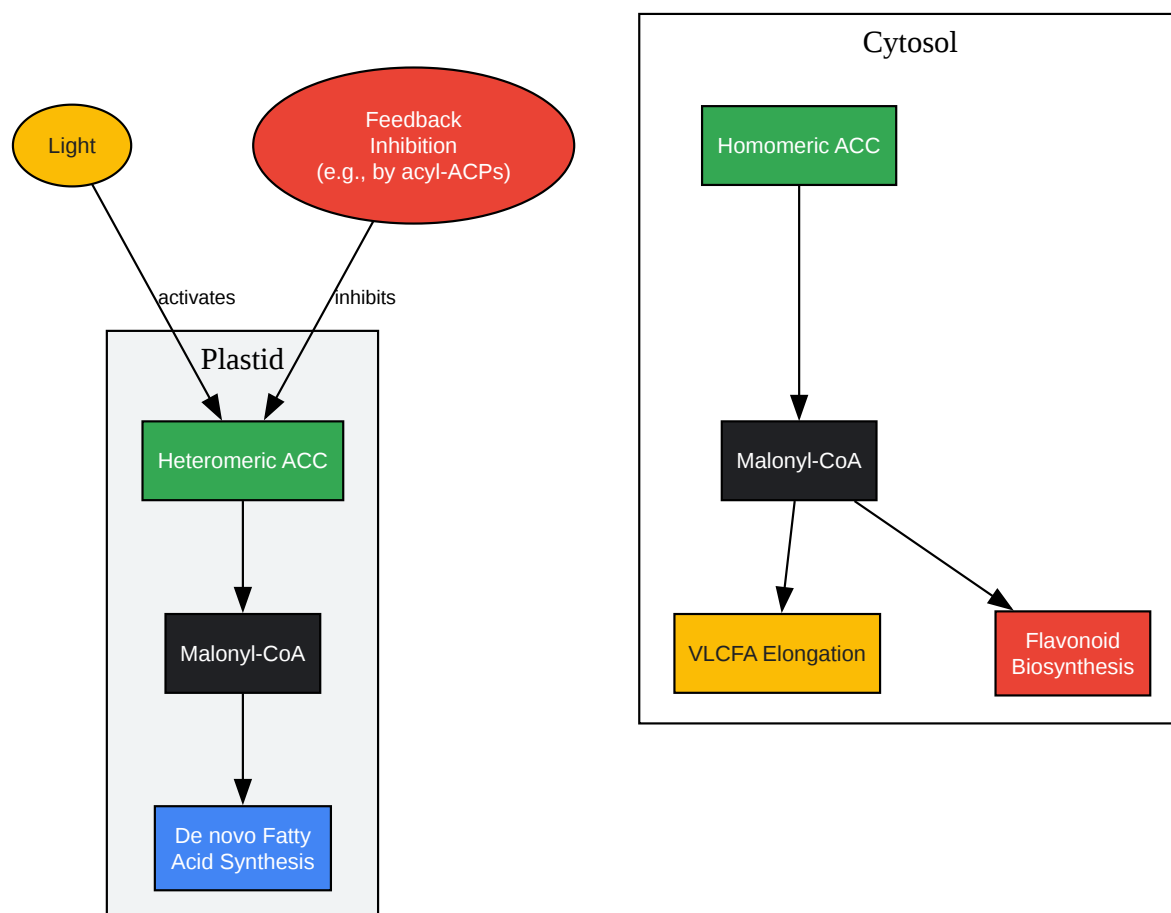 Light
Feedback
Inhibition
(e.g., by acyl-ACPs)
activates
inhibits
Plastid
Heteromeric ACC
Malonyl-CoA
De novo Fatty
Acid Synthesis
Cytosol
Homomeric ACC
Malonyl-CoA
VLCFA Elongation
Flavonoid
Biosynthesis